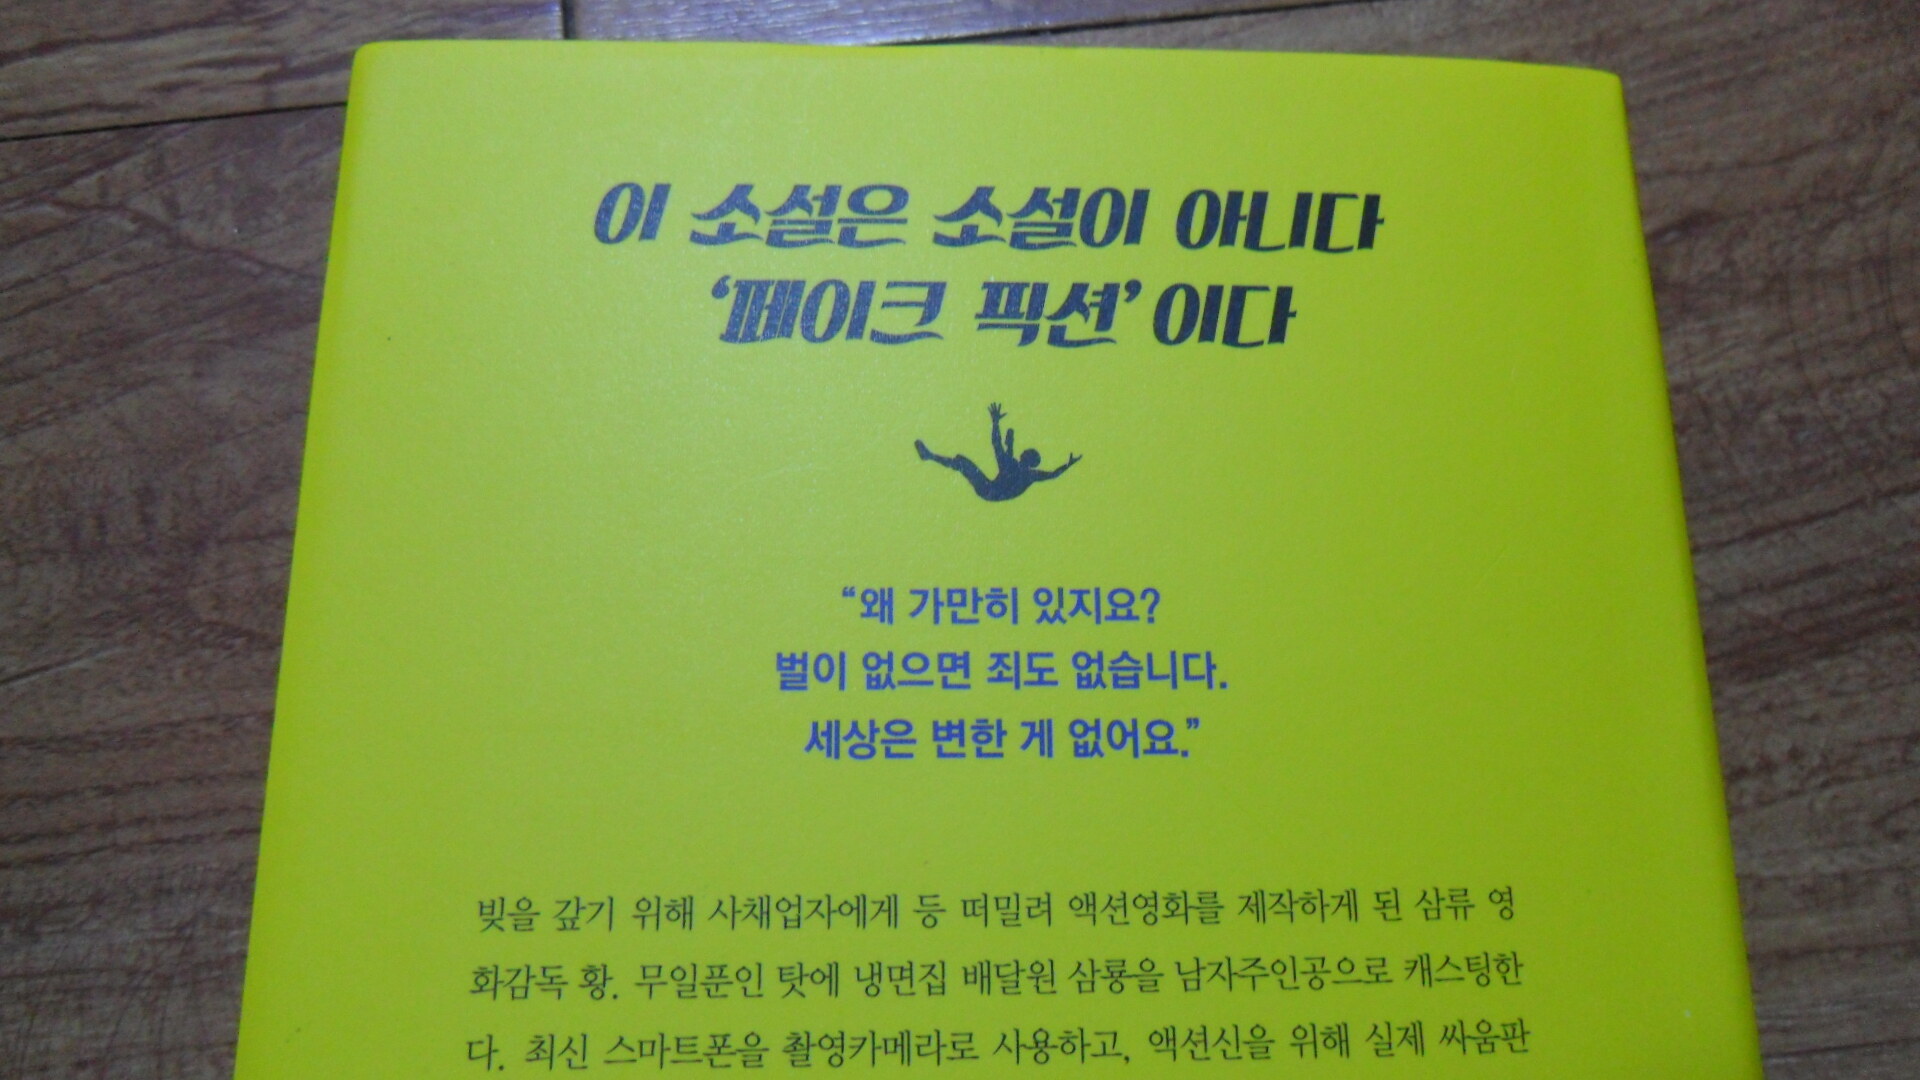 이 소설은 소설이 아니다
‘페이크 픽션’이다
“왜 가만히 있지요?
벌이 없으면 죄도 없습니다.
세상은 변한 게 없어요.”
빚을 갚기 위해 사채업자에게 등 떠밀려 액션영화를 제작하게 된 삼류 영
화감독 황. 무일푼인 탓에 냉면집 배달원 삼룡을 남자주인공으로 캐스팅한
다. 최신 스마트폰을 촬영카메라로 사용하고, 액션신을 위해 실제 싸움판